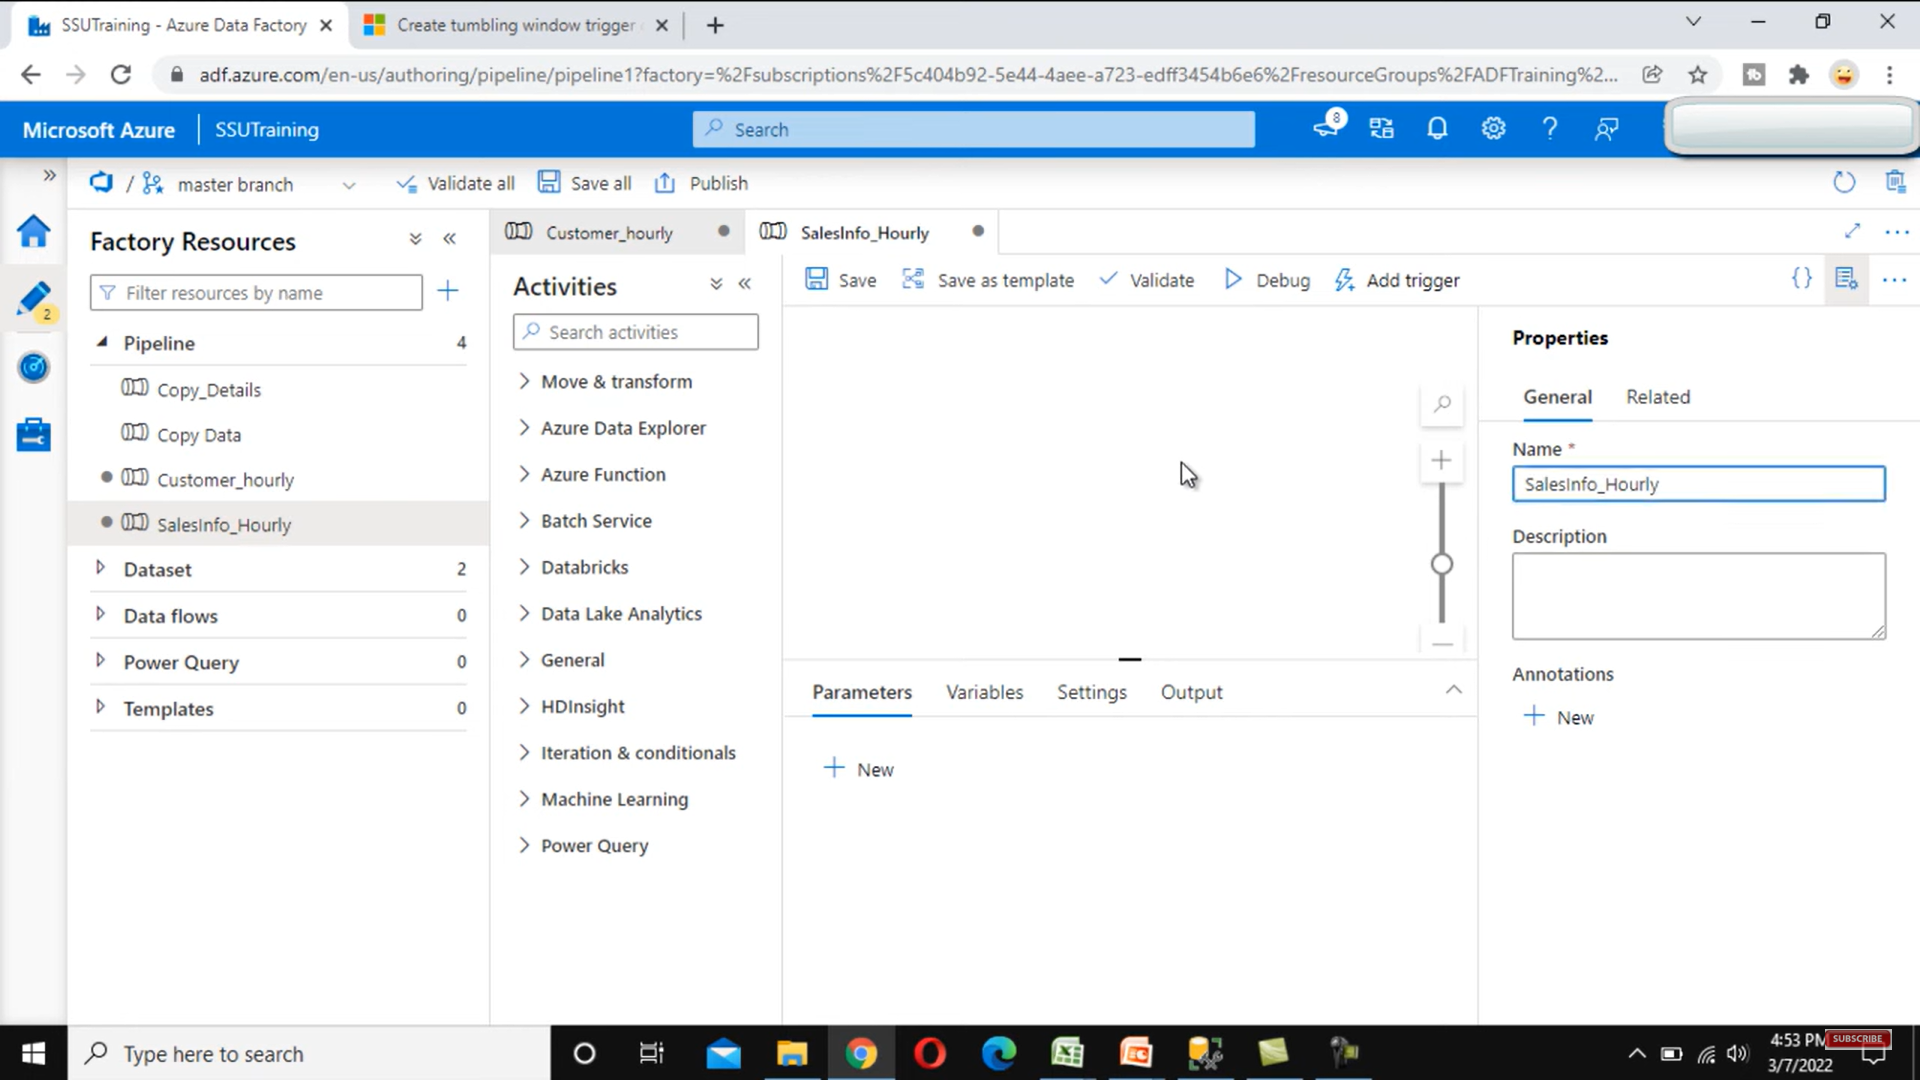 SSUTraining - Azure Data Factory
Create tumbling window trigger
adf.azure.com/en-us/authoring/pipeline/pipeline1?factory=%2Fsubscriptions%2F5c404b92-5e44-4aee-a723-edff3454b6e6%2FresourceGroups%2FADFTraining%2...
Microsoft Azure
SSUTraining
Search
8
/
master branch
Validate all
Save all
Publish
Factory Resources
Filter resources by name
2
Pipeline 4
Copy_Details
Copy Data
Customer_hourly
SalesInfo_Hourly
Dataset 2
Data flows 0
Power Query 0
Templates 0
Customer_hourly
SalesInfo_Hourly
Activities
Search activities
Move & transform
Azure Data Explorer
Azure Function
Batch Service
Databricks
Data Lake Analytics
General
HDInsight
Iteration & conditionals
Machine Learning
Power Query
Save
Save as template
Validate
Debug
Add trigger
{}
Parameters
Variables
Settings
Output
New
Properties
General
Related
Name *
SalesInfo_Hourly
Description
Annotations
New
Type here to search
4:53 PM
3/7/2022
SUBSCRIBE